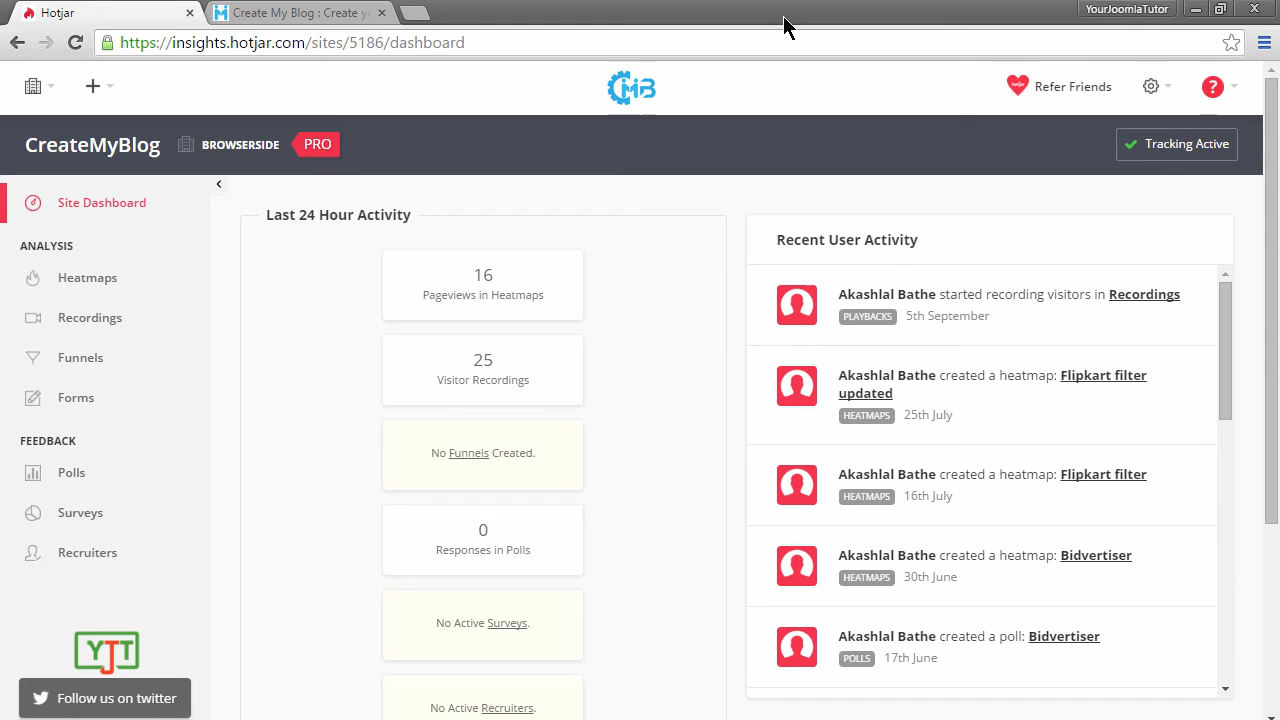 Hotjar
Create My Blog : Create y
YourJoomlaTutor
https://insights.hotjar.com/sites/5186/dashboard
CMB
hotjar
Refer Friends
?
CreateMyBlog
BROWSERSIDE
PRO
Tracking Active
Site Dashboard
ANALYSIS
Heatmaps
Recordings
Funnels
Forms
FEEDBACK
Polls
Surveys
Recruiters
YJT
Follow us on twitter
Last 24 Hour Activity
16
Pageviews in Heatmaps
25
Visitor Recordings
No Funnels Created.
0
Responses in Polls
No Active Surveys.
No Active Recruiters.
Recent User Activity
Akashlal Bathe started recording visitors in Recordings
PLAYBACKS 5th September
Akashlal Bathe created a heatmap: Flipkart filter
updated
HEATMAPS 25th July
Akashlal Bathe created a heatmap: Flipkart filter
HEATMAPS 16th July
Akashlal Bathe created a heatmap: Bidvertiser
HEATMAPS 30th June
Akashlal Bathe created a poll: Bidvertiser
POLLS 17th June